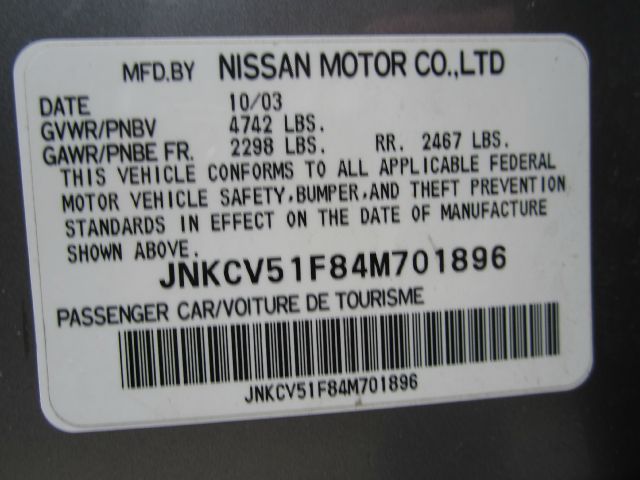 MFD.BY NISSAN MOTOR CO.,LTD
DATE 10/03
GVWR/PNBV 4742 LBS.
GAWR/PNBE FR. 2298 LBS. RR. 2467 LBS.
THIS VEHICLE CONFORMS TO ALL APPLICABLE FEDERAL
MOTOR VEHICLE SAFETY,BUMPER,AND THEFT PREVENTION
STANDARDS IN EFFECT ON THE DATE OF MANUFACTURE
SHOWN ABOVE.
JNKCV51F84M701896
PASSENGER CAR/VOITURE DE TOURISME
JNKCV51F84M701896